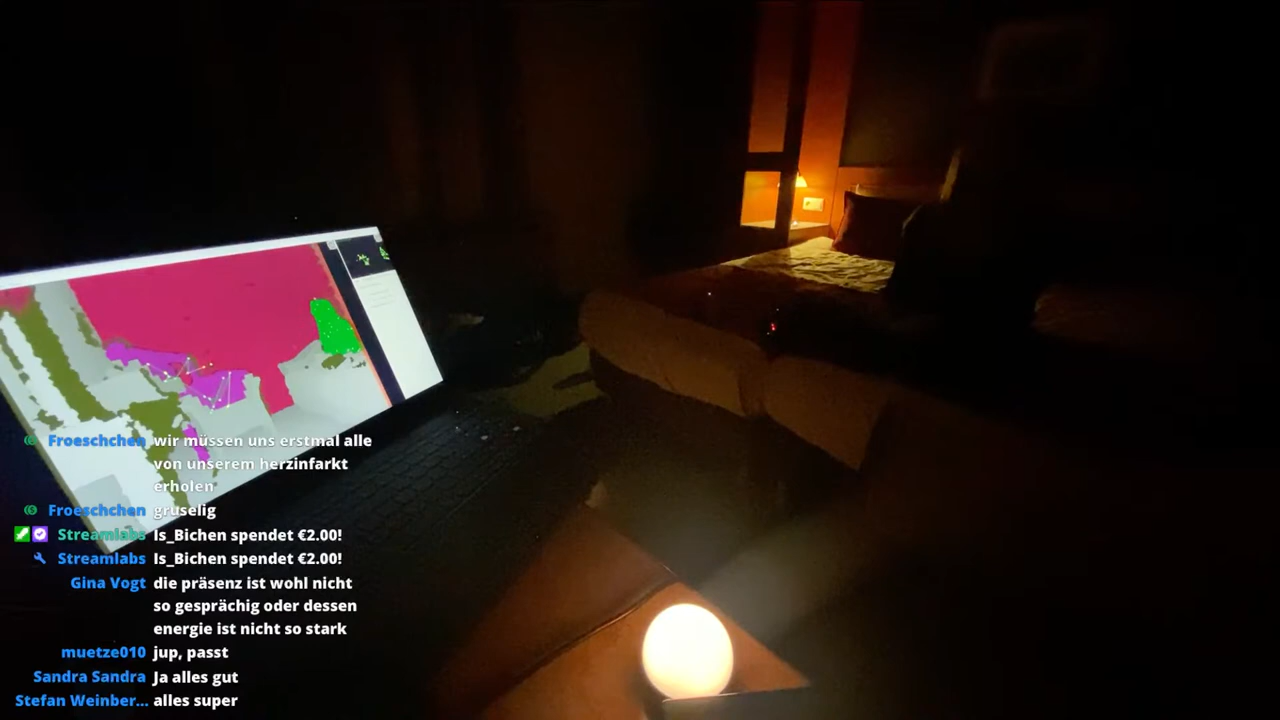 Froeschchen wir müssen uns erstmal alle
von unserem herzinfarkt
erholen
Froeschchen gruselig
Streamlabs Is_Bichen spendet €2.00!
Streamlabs Is_Bichen spendet €2.00!
Gina Vogt die präsenz ist wohl nicht
so gesprächig oder dessen
energie ist nicht so stark
muetze010 jup, passt
Sandra Sandra Ja alles gut
Stefan Weinber... alles super